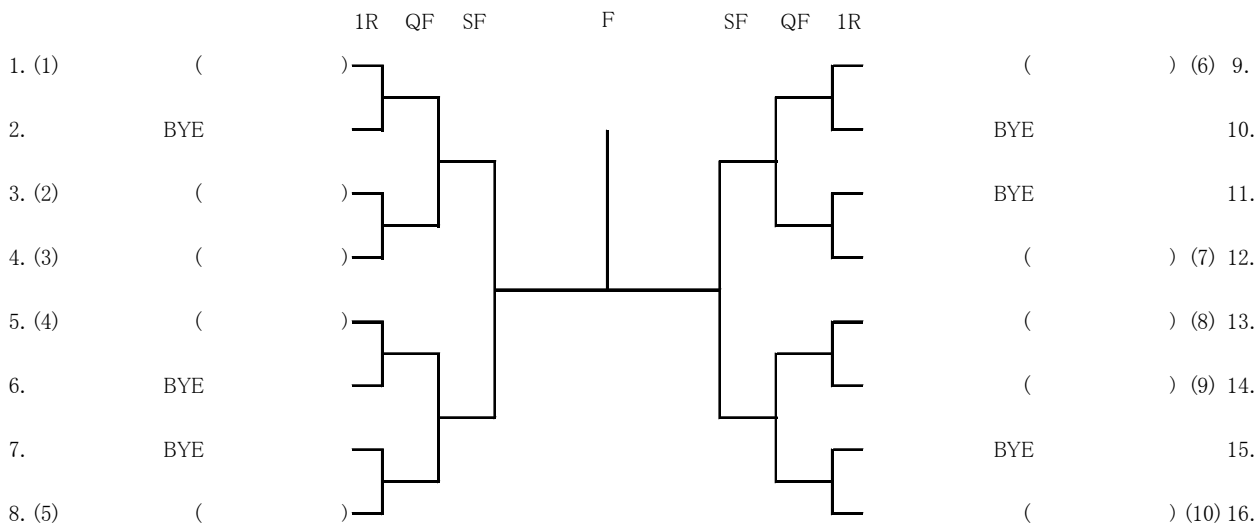 1R QF SF F SF QF 1R
1. (1) ( ) ( ) (6) 9.
2. BYE BYE 10.
3. (2) ( ) BYE 11.
4. (3) ( ) ( ) (7) 12.
5. (4) ( ) ( ) (8) 13.
6. BYE ( ) (9) 14.
7. BYE BYE 15.
8. (5) ( ) ( ) (10) 16.